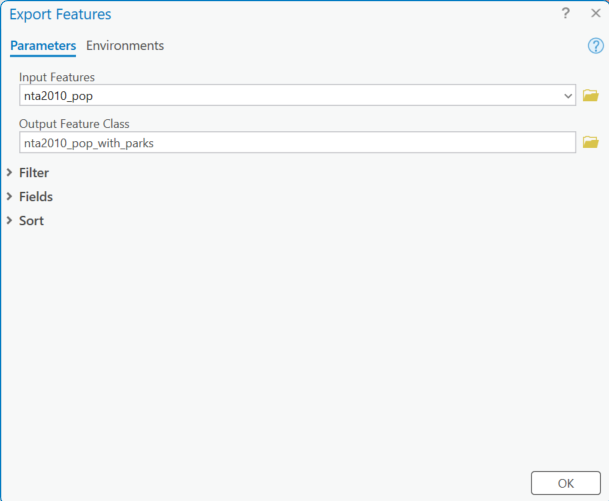 Export Features ? ×
Parameters Environments ?
Input Features
nta2010_pop
Output Feature Class
nta2010_pop_with_parks
Filter
Fields
Sort
OK